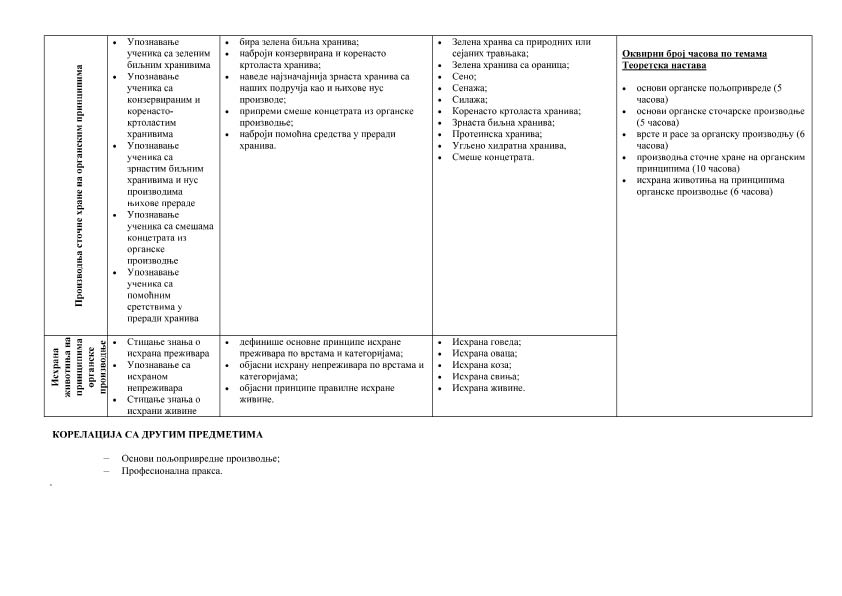 Производња сточне хране на органским принципима
• Упознавање
ученика са зеленим
биљним хранивима
• Упознавање
ученика са
конзервираним и
коренасто-
кртоластим
хранивима
• Упознавање
ученика са
зрнастим биљним
хранивима и нус
производима
њихове прераде
• Упознавање
ученика са смешама
концетрата из
органске
производње
• Упознавање
ученика са
помоћним
сретствима у
преради хранива
• бира зелена биљна хранива;
• наброји конзервирана и коренасто
кртоласта хранива;
• наведе најзначајнија зрнаста хранива са
наших подручја као и њихове нус
производе;
• припреми смеше концетрата из органске
производње;
• наброји помоћна средства у преради
хранива.
• Зелена хранва са природних или
сејаних травњака;
• Зелена хранива са ораница;
• Сено;
• Сенажа;
• Силажа;
• Коренасто кртоласта хранива;
• Зрнаста биљна хранива;
• Протеинска хранива;
• Угљено хидратна хранива,
• Смеше концетрата.
Оквирни број часова по темама
Теоретска настава
• основи органске пољопривреде (5
часова)
• основи органске сточарске производње
(5 часова)
• врсте и расе за органску производњу (6
часова)
• производња сточне хране на органским
принципима (10 часова)
• исхрана животиња на принципима
органске производње (6 часова)
Исхрана
животиња на
принципима
органске
производње
• Стицање знања о
исхрана преживара
• Упознавање са
исхраном
непреживара
• Стицање знања о
исхрани живине
• дефинише основне принципе исхране
преживара по врстама и категоријама;
• објасни исхрану непреживара по врстама и
категоријама;
• објасни принципе правилне исхране
живине.
• Исхрана говеда;
• Исхрана оваца;
• Исхрана коза;
• Исхрана свиња;
• Исхрана живине.
КОРЕЛАЦИЈА СА ДРУГИМ ПРЕДМЕТИМА
– Основи пољопривредне производње;
– Професионална пракса.
.